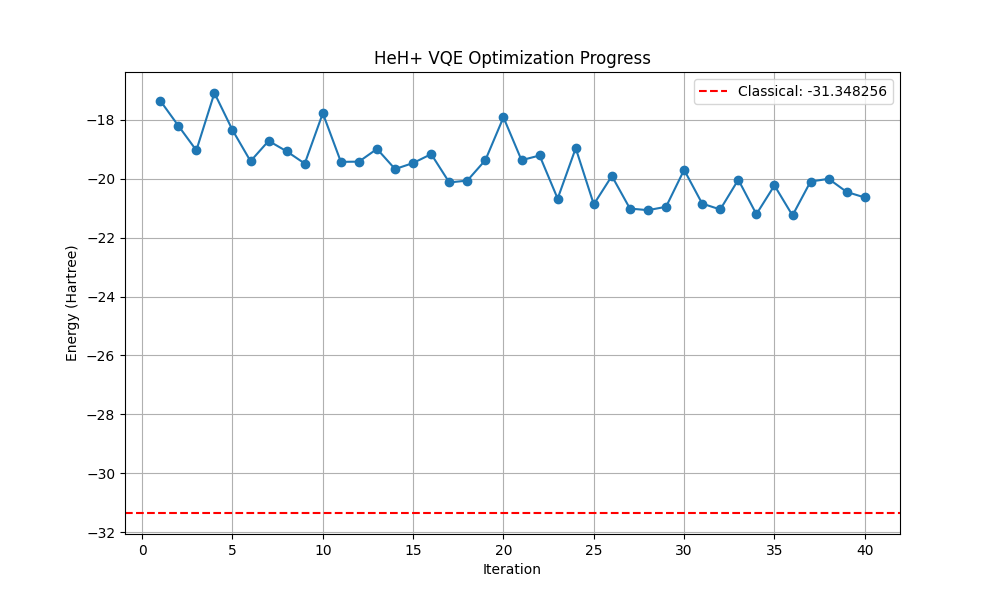 HeH+ VQE Optimization Progress
Classical: -31.348256
Energy (Hartree)
−18
−20
−22
−24
−26
−28
−30
−32
0 5 10 15 20 25 30 35 40
Iteration